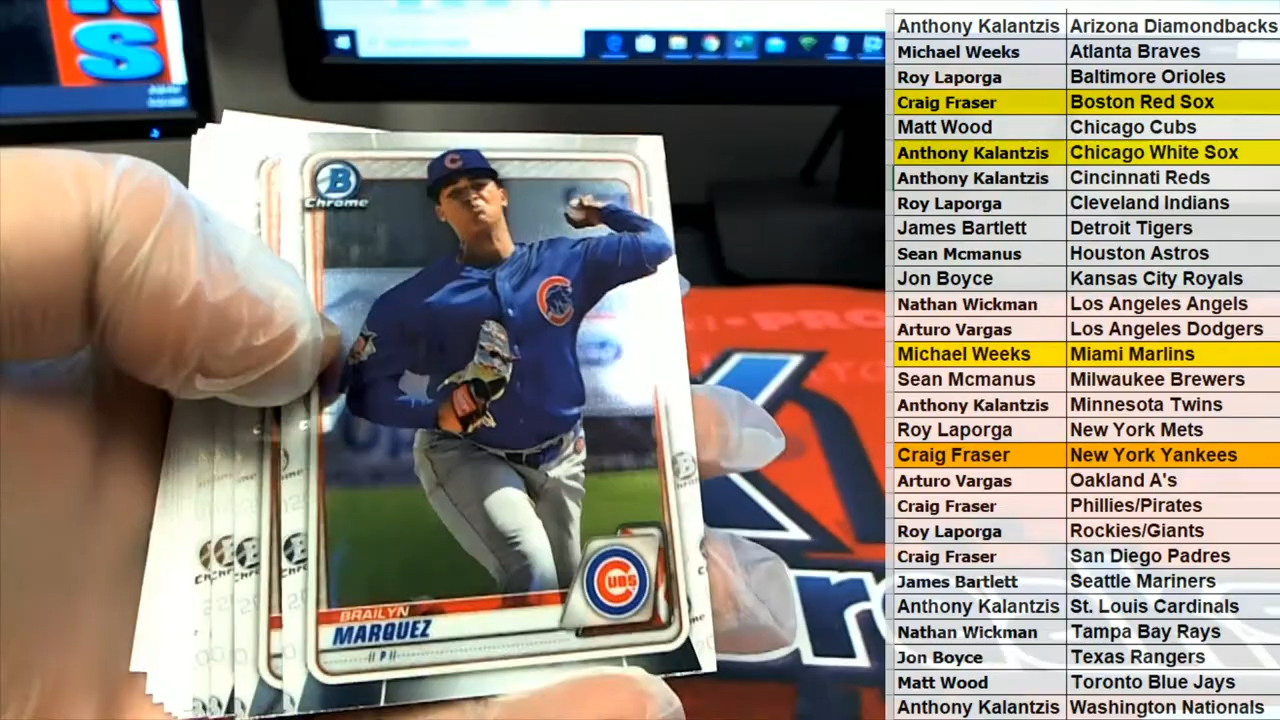 KS
B
Chrome
C
CUBS
BRAILYN
MARQUEZ
P
Anthony Kalantzis Arizona Diamondbacks
Michael Weeks Atlanta Braves
Roy Laporga Baltimore Orioles
Craig Fraser Boston Red Sox
Matt Wood Chicago Cubs
Anthony Kalantzis Chicago White Sox
Anthony Kalantzis Cincinnati Reds
Roy Laporga Cleveland Indians
James Bartlett Detroit Tigers
Sean Mcmanus Houston Astros
Jon Boyce Kansas City Royals
Nathan Wickman Los Angeles Angels
Arturo Vargas Los Angeles Dodgers
Michael Weeks Miami Marlins
Sean Mcmanus Milwaukee Brewers
Anthony Kalantzis Minnesota Twins
Roy Laporga New York Mets
Craig Fraser New York Yankees
Arturo Vargas Oakland A's
Craig Fraser Phillies/Pirates
Roy Laporga Rockies/Giants
Craig Fraser San Diego Padres
James Bartlett Seattle Mariners
Anthony Kalantzis St. Louis Cardinals
Nathan Wickman Tampa Bay Rays
Jon Boyce Texas Rangers
Matt Wood Toronto Blue Jays
Anthony Kalantzis Washington Nationals